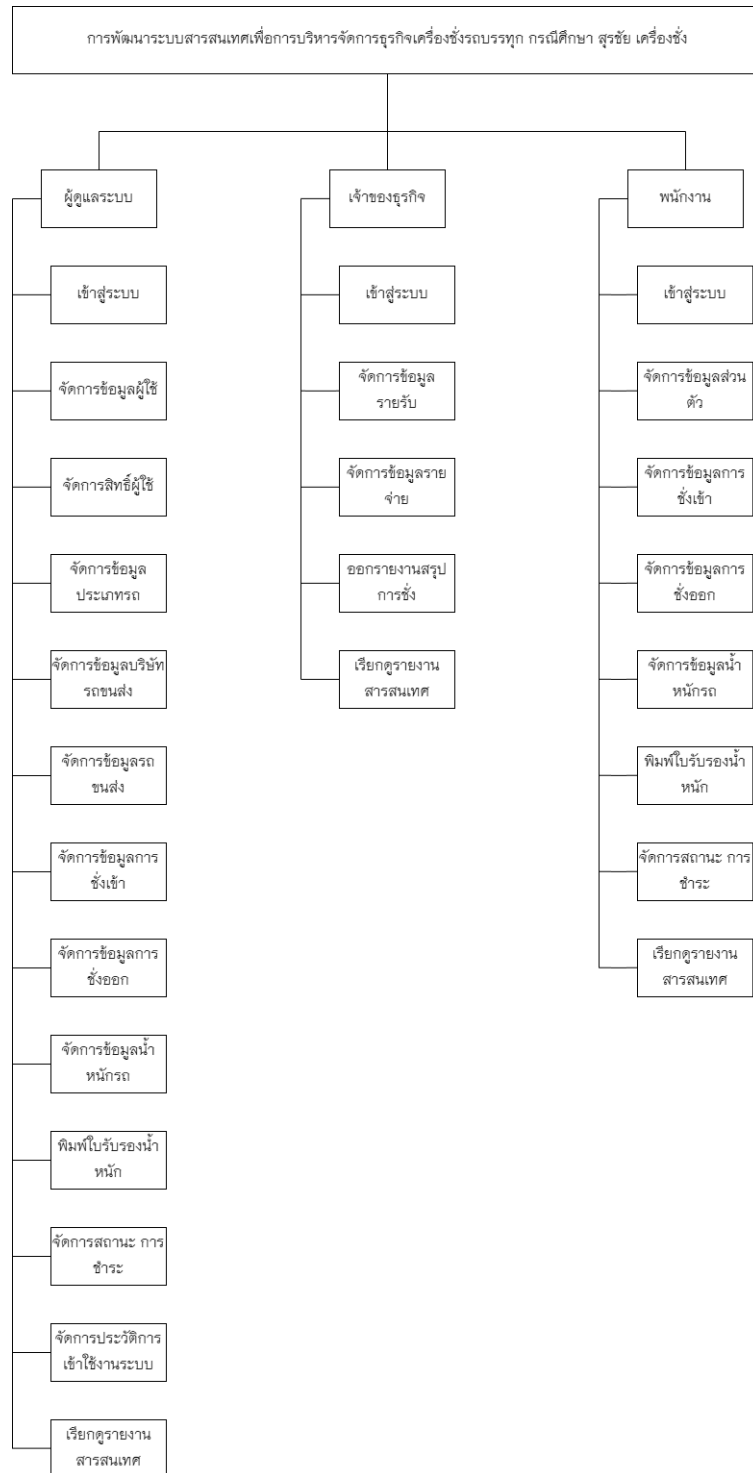 การพัฒนาระบบสารสนเทศเพื่อการบริหารจัดการธุรกิจเครื่องชั่งรถบรรทุก กรณีศึกษา สุรชัย เครื่องชั่ง
ผู้ดูแลระบบ
เข้าสู่ระบบ
จัดการข้อมูลผู้ใช้
จัดการสิทธิ์ผู้ใช้
จัดการข้อมูล
ประเภทรถ
จัดการข้อมูลบริษัท
รถขนส่ง
จัดการข้อมูลรถ
ขนส่ง
จัดการข้อมูลการ
ชั่งเข้า
จัดการข้อมูลการ
ชั่งออก
จัดการข้อมูลน้ำ
หนักรถ
พิมพ์ใบรับรองน้ำ
หนัก
จัดการสถานะ การ
ชำระ
จัดการประวัติการ
เข้าใช้งานระบบ
เรียกดูรายงาน
สารสนเทศ
เจ้าของธุรกิจ
เข้าสู่ระบบ
จัดการข้อมูล
รายรับ
จัดการข้อมูลราย
จ่าย
ออกรายงานสรุป
การชั่ง
เรียกดูรายงาน
สารสนเทศ
พนักงาน
เข้าสู่ระบบ
จัดการข้อมูลส่วน
ตัว
จัดการข้อมูลการ
ชั่งเข้า
จัดการข้อมูลการ
ชั่งออก
จัดการข้อมูลน้ำ
หนักรถ
พิมพ์ใบรับรองน้ำ
หนัก
จัดการสถานะ การ
ชำระ
เรียกดูรายงาน
สารสนเทศ